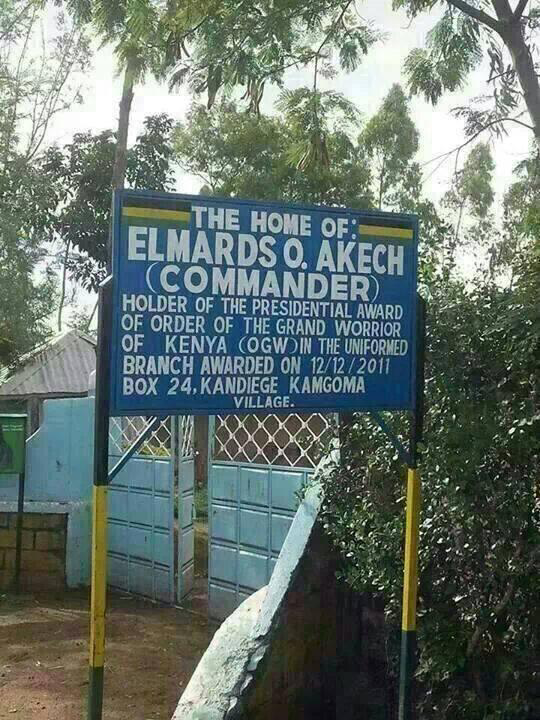 THE HOME OF:
ELMARDS O. AKECH
(COMMANDER)
HOLDER OF THE PRESIDENTIAL AWARD
OF ORDER OF THE GRAND WORRIOR
OF KENYA (OGW) IN THE UNIFORMED
BRANCH AWARDED ON 12/12/2011
BOX 24, KANDIEGE KAMGOMA
VILLAGE.